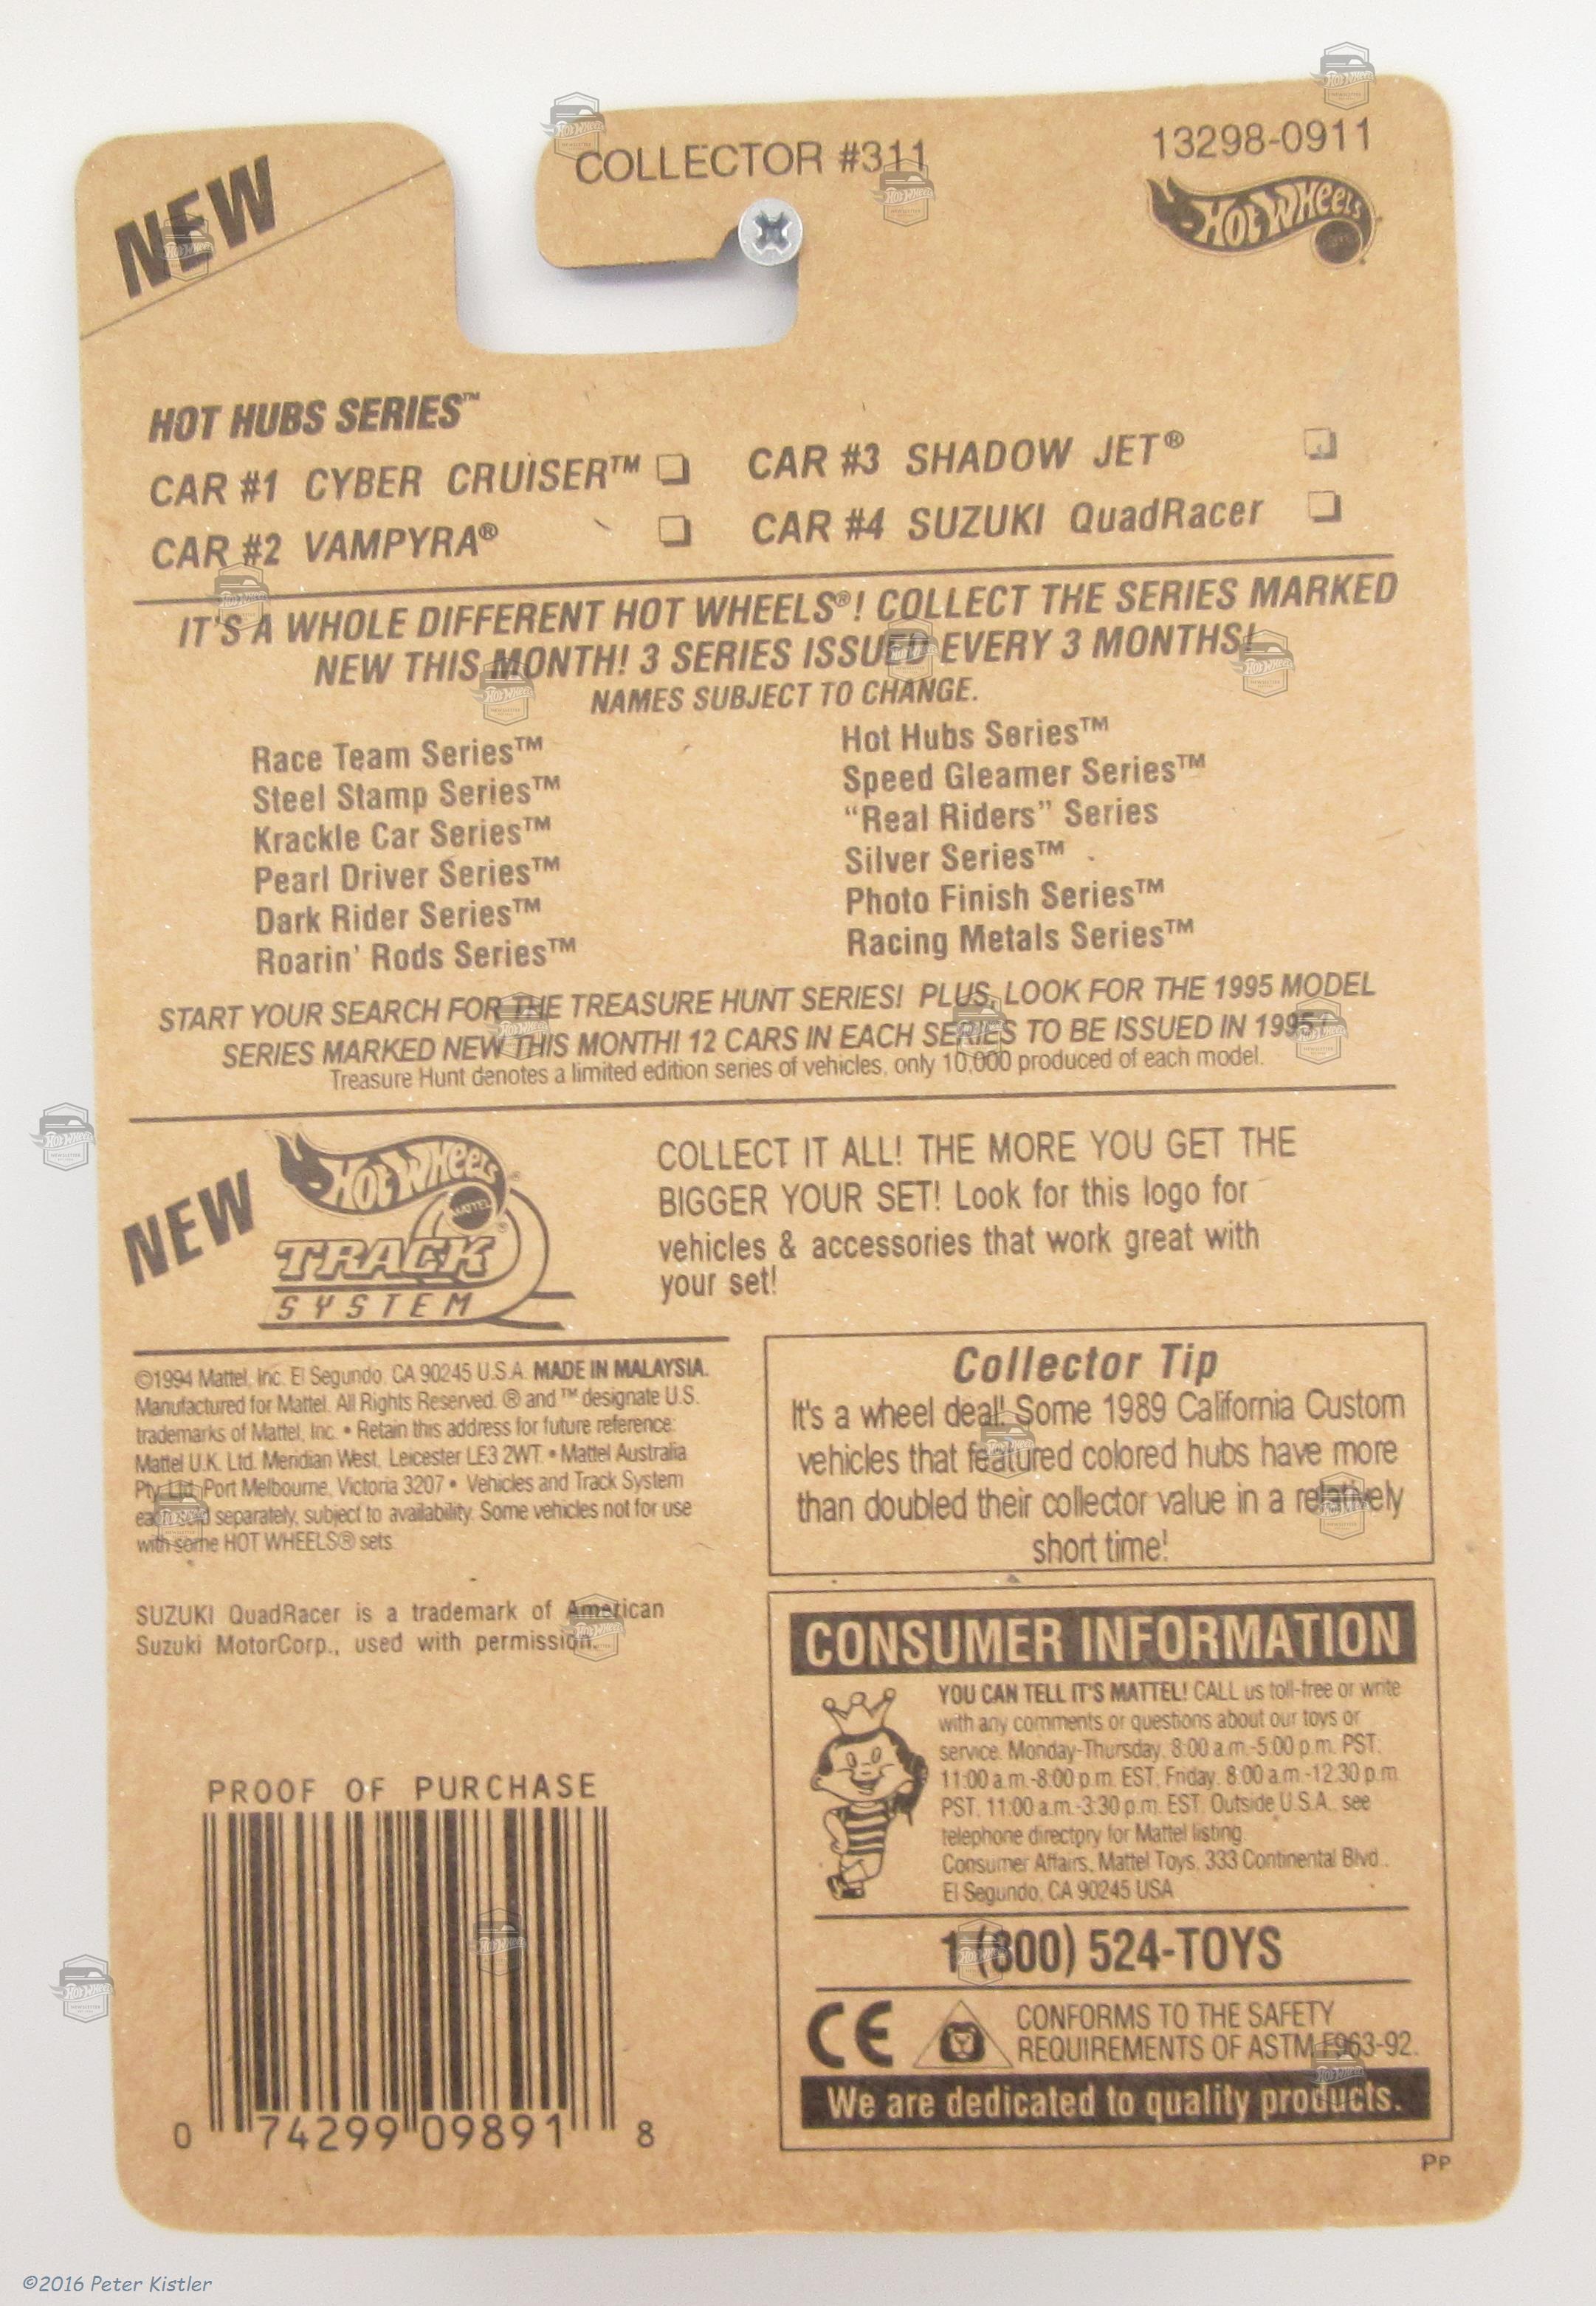 NEW
COLLECTOR #311
13298-0911
HOT WHEELS
HOT HUBS SERIES™
CAR #1 CYBER CRUISER™ ❏
CAR #2 VAMPYRA® ❏
CAR #3 SHADOW JET® ❏
CAR #4 SUZUKI QuadRacer ❏
IT'S A WHOLE DIFFERENT HOT WHEELS®! COLLECT THE SERIES MARKED
NEW THIS MONTH! 3 SERIES ISSUED EVERY 3 MONTHS!
NAMES SUBJECT TO CHANGE.
Race Team Series™
Steel Stamp Series™
Krackle Car Series™
Pearl Driver Series™
Dark Rider Series™
Roarin' Rods Series™
Hot Hubs Series™
Speed Gleamer Series™
“Real Riders” Series
Silver Series™
Photo Finish Series™
Racing Metals Series™
START YOUR SEARCH FOR THE TREASURE HUNT SERIES! PLUS, LOOK FOR THE 1995 MODEL
SERIES MARKED NEW THIS MONTH! 12 CARS IN EACH SERIES TO BE ISSUED IN 1995!
Treasure Hunt denotes a limited edition series of vehicles, only 10,000 produced of each model.
NEW
HOT WHEELS®
MATTEL®
TRACK
SYSTEM
COLLECT IT ALL! THE MORE YOU GET THE
BIGGER YOUR SET! Look for this logo for
vehicles & accessories that work great with
your set!
©1994 Mattel, Inc. El Segundo, CA 90245 U.S.A. MADE IN MALAYSIA.
Manufactured for Mattel. All Rights Reserved. ® and ™ designate U.S.
trademarks of Mattel, Inc. • Retain this address for future reference:
Mattel U.K. Ltd. Meridian West, Leicester LE3 2WT. • Mattel Australia
Pty. Ltd. Port Melbourne, Victoria 3207 • Vehicles and Track System
each sold separately, subject to availability. Some vehicles not for use
with some HOT WHEELS® sets.
SUZUKI QuadRacer is a trademark of American
Suzuki MotorCorp., used with permission.
Collector Tip
It's a wheel deal! Some 1989 California Custom
vehicles that featured colored hubs have more
than doubled their collector value in a relatively
short time!
CONSUMER INFORMATION
YOU CAN TELL IT'S MATTEL! CALL us toll-free or write
with any comments or questions about our toys or
service. Monday-Thursday, 8:00 a.m.-5:00 p.m. PST;
11:00 a.m.-8:00 p.m. EST; Friday, 8:00 a.m.-12:30 p.m.
PST, 11:00 a.m.-3:30 p.m. EST. Outside U.S.A., see
telephone directory for Mattel listing.
Consumer Affairs, Mattel Toys, 333 Continental Blvd.,
El Segundo, CA 90245 USA
1 (800) 524-TOYS
CE
CONFORMS TO THE SAFETY
REQUIREMENTS OF ASTM F963-92.
We are dedicated to quality products.
PROOF OF PURCHASE
0 74299 09891 8
PP
©2016 Peter Kistler